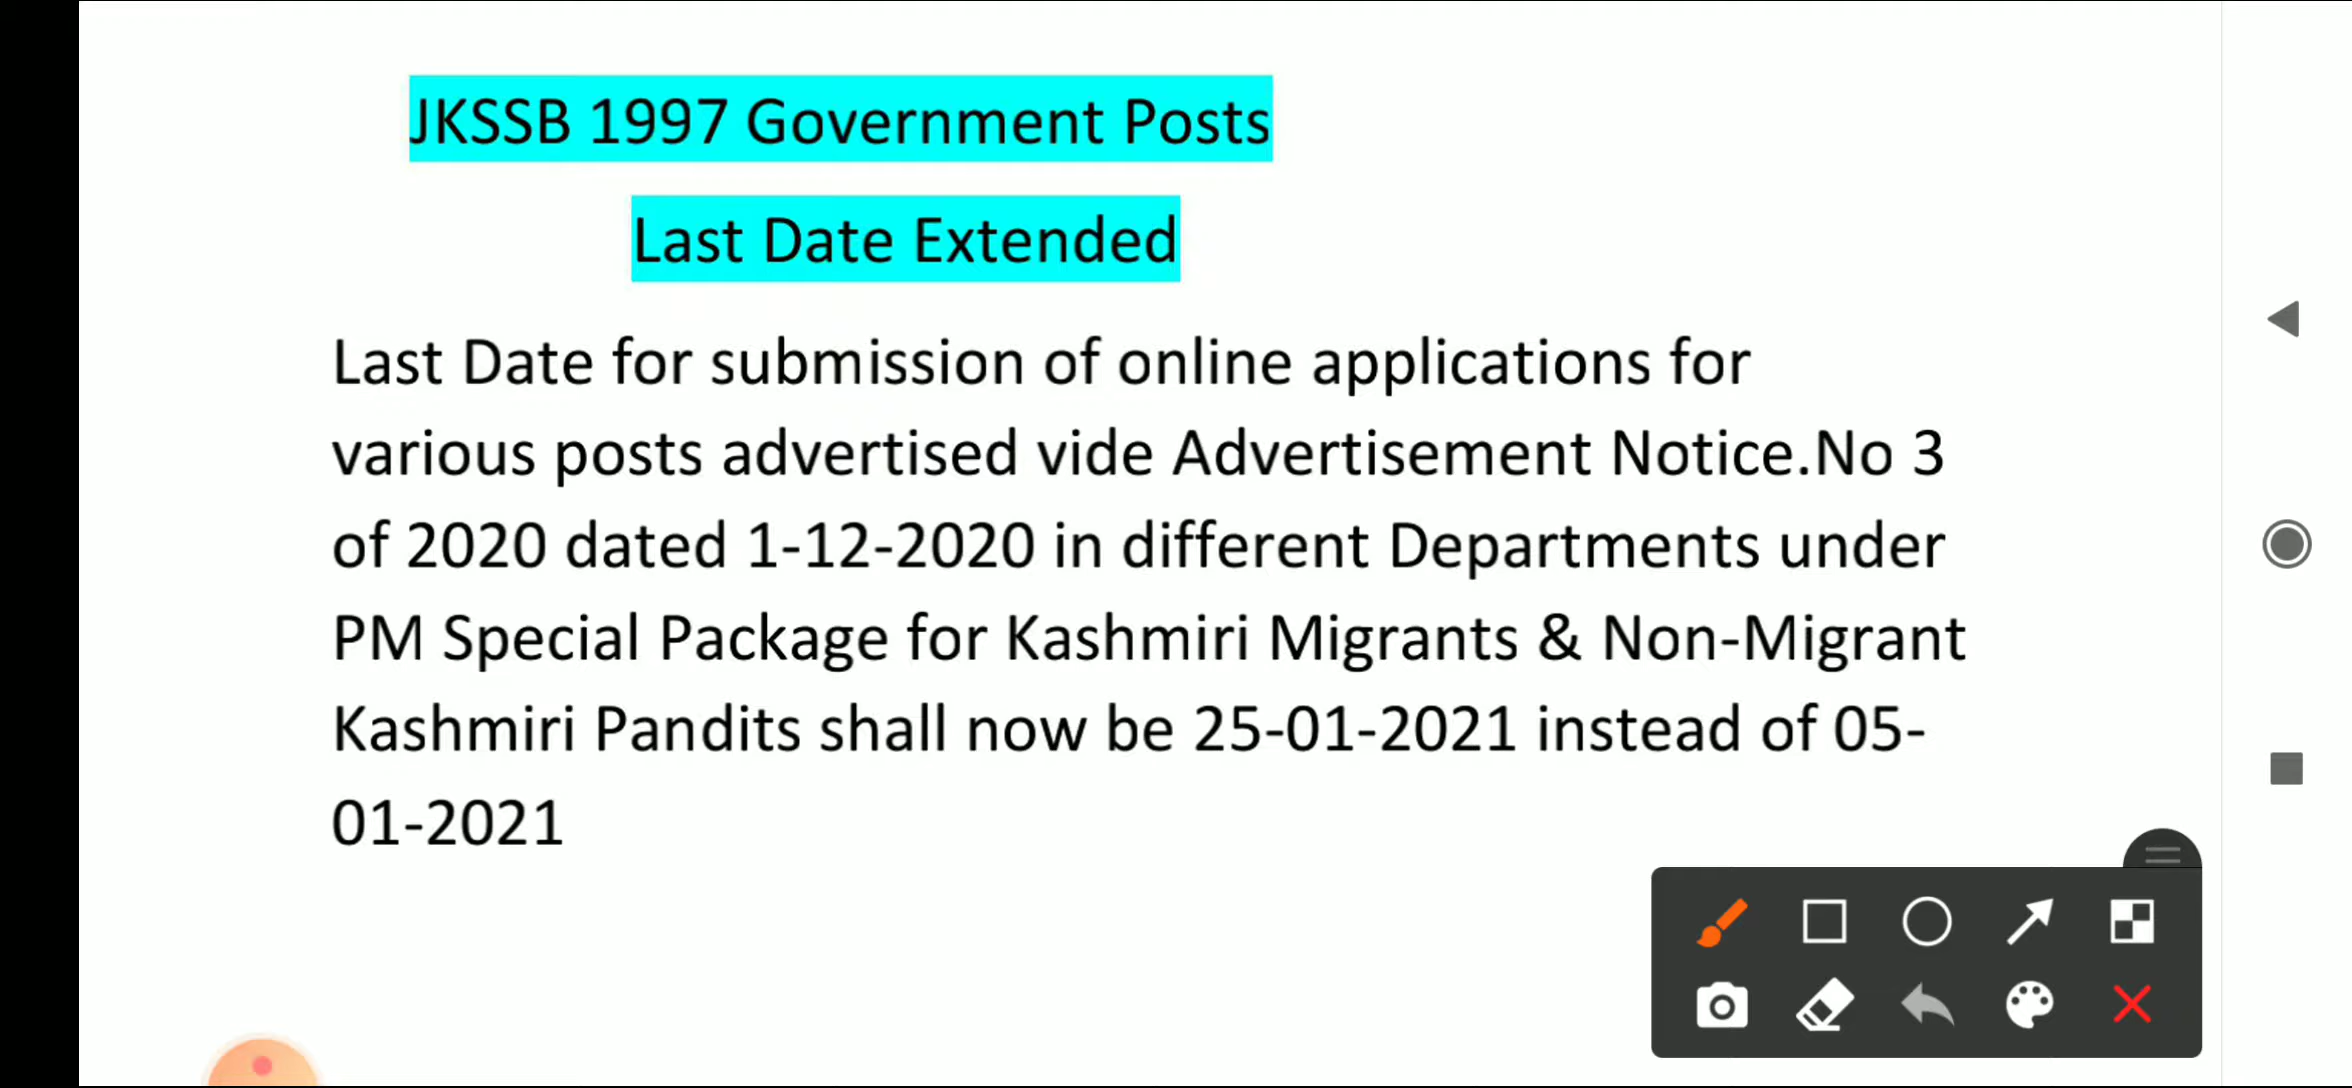 JKSSB 1997 Government Posts
Last Date Extended
Last Date for submission of online applications for
various posts advertised vide Advertisement Notice.No 3
of 2020 dated 1-12-2020 in different Departments under
PM Special Package for Kashmiri Migrants & Non-Migrant
Kashmiri Pandits shall now be 25-01-2021 instead of 05-
01-2021